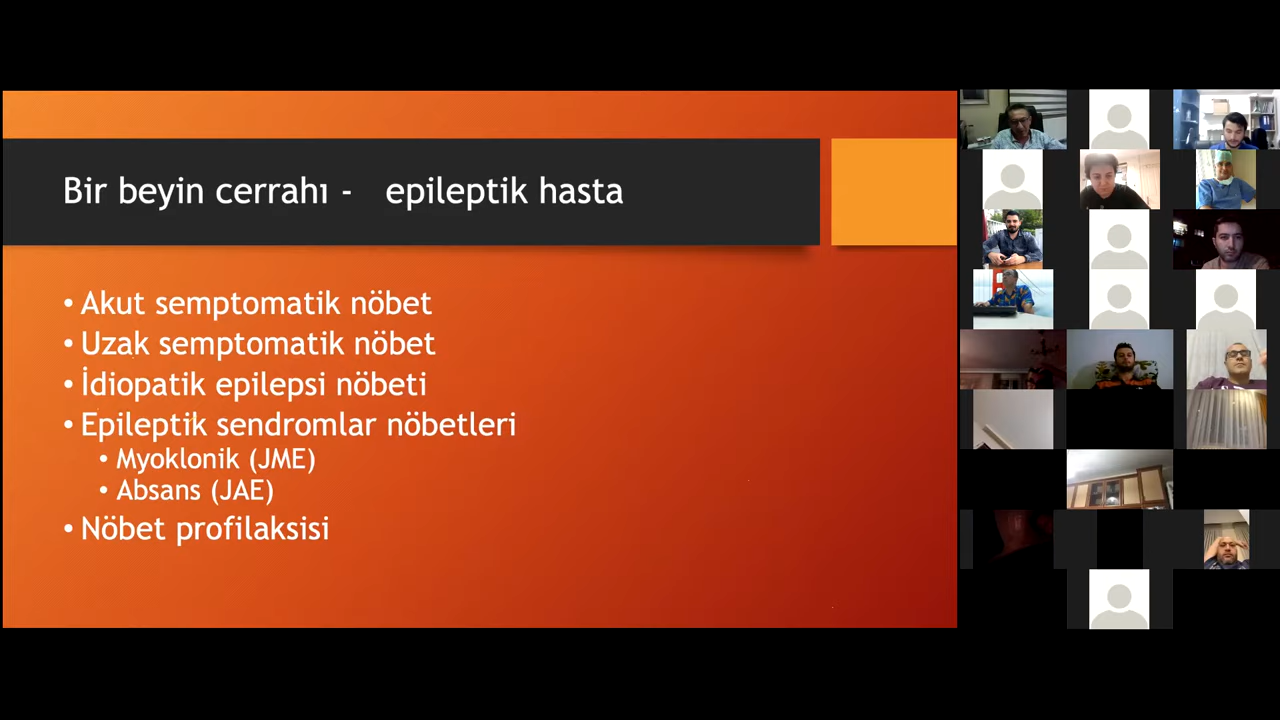 Bir beyin cerrahı - epileptik hasta
• Akut semptomatik nöbet
• Uzak semptomatik nöbet
• İdiopatik epilepsi nöbeti
• Epileptik sendromlar nöbetleri
• Myoklonik (JME)
• Absans (JAE)
• Nöbet profilaksisi